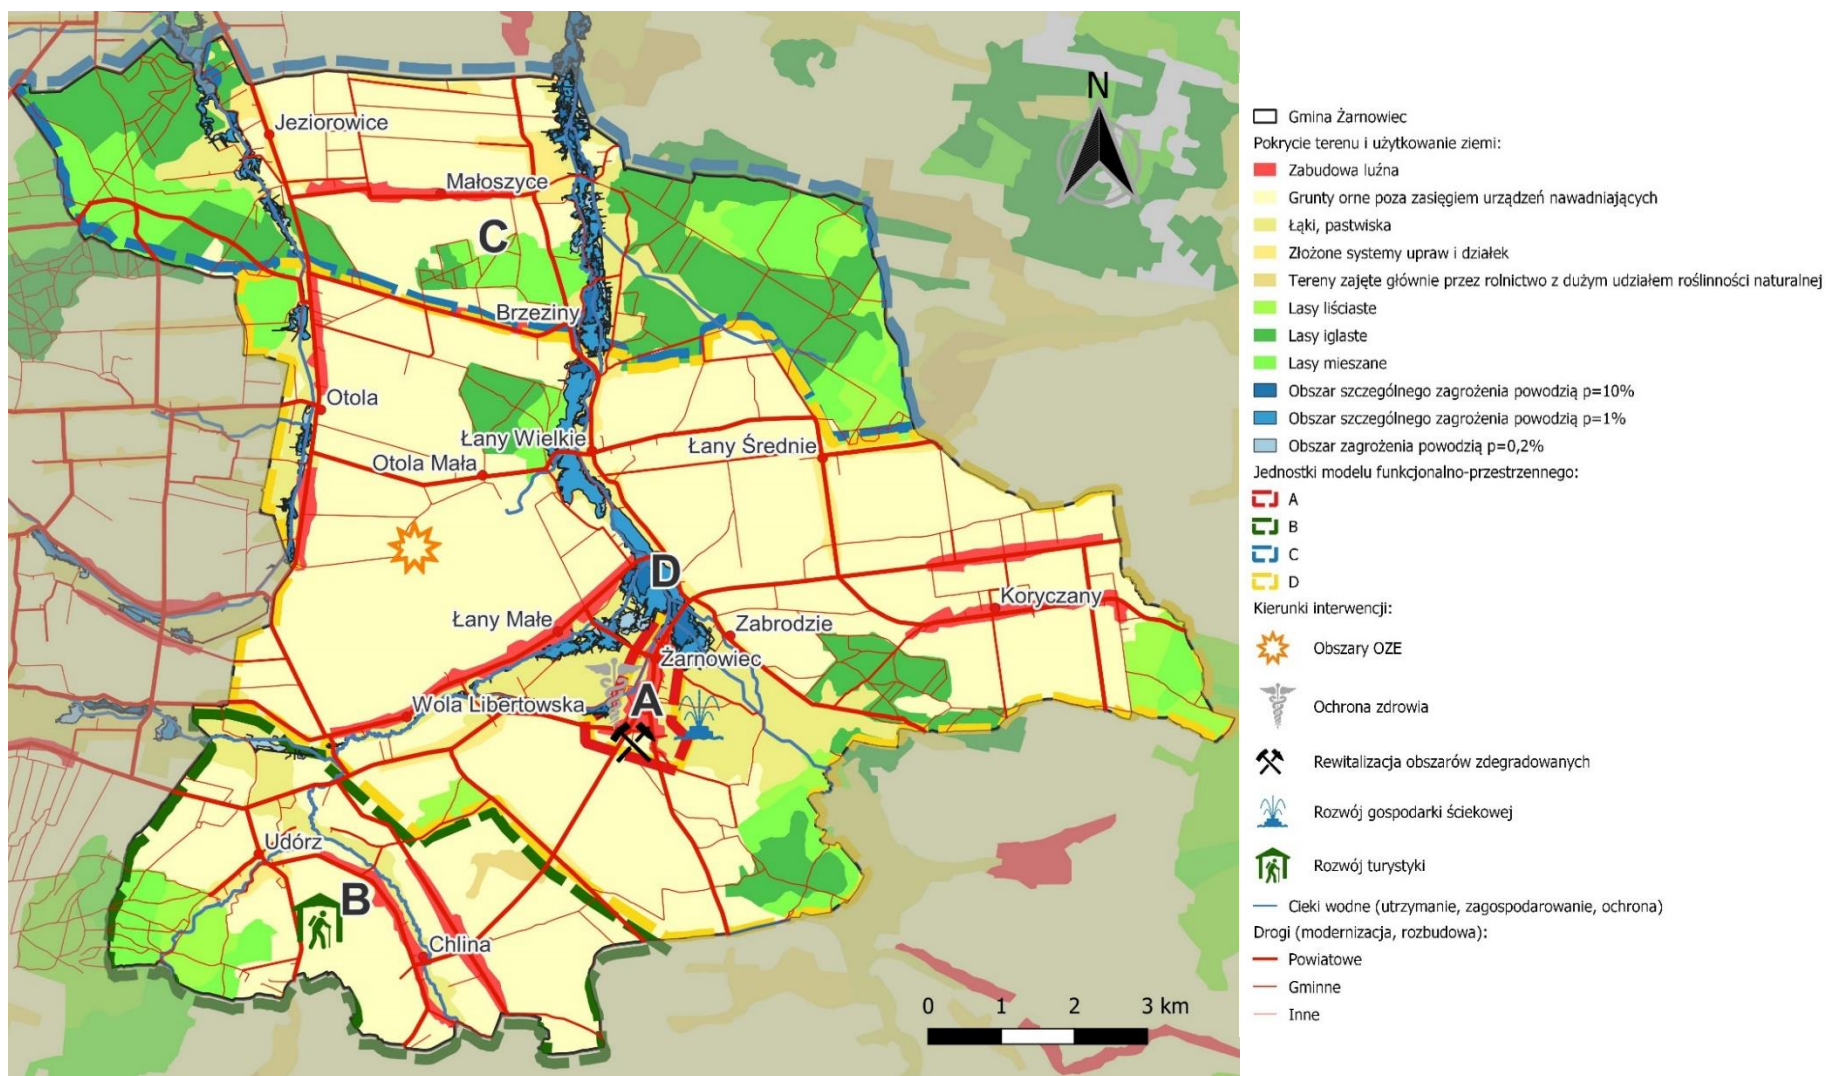 N
Jeziorowice
Małoszyce
C
Brzeziny
Otola
Łany Wielkie
Łany Średnie
Otola Mała
D
Koryczany
Łany Małe
Zabrodzie
Żarnowiec
Wola Libertowska
A
Udórz
B
Chlina
0 1 2 3 km
Gmina Żarnowiec
Pokrycie terenu i użytkowanie ziemi:
Zabudowa luźna
Grunty orne poza zasięgiem urządzeń nawadniających
Łąki, pastwiska
Złożone systemy upraw i działek
Tereny zajęte głównie przez rolnictwo z dużym udziałem roślinności naturalnej
Lasy liściaste
Lasy iglaste
Lasy mieszane
Obszar szczególnego zagrożenia powodzią p=10%
Obszar szczególnego zagrożenia powodzią p=1%
Obszar zagrożenia powodzią p=0,2%
Jednostki modelu funkcjonalno-przestrzennego:
A
B
C
D
Kierunki interwencji:
Obszary OZE
Ochrona zdrowia
Rewitalizacja obszarów zdegradowanych
Rozwój gospodarki ściekowej
Rozwój turystyki
Cieki wodne (utrzymanie, zagospodarowanie, ochrona)
Drogi (modernizacja, rozbudowa):
Powiatowe
Gminne
Inne